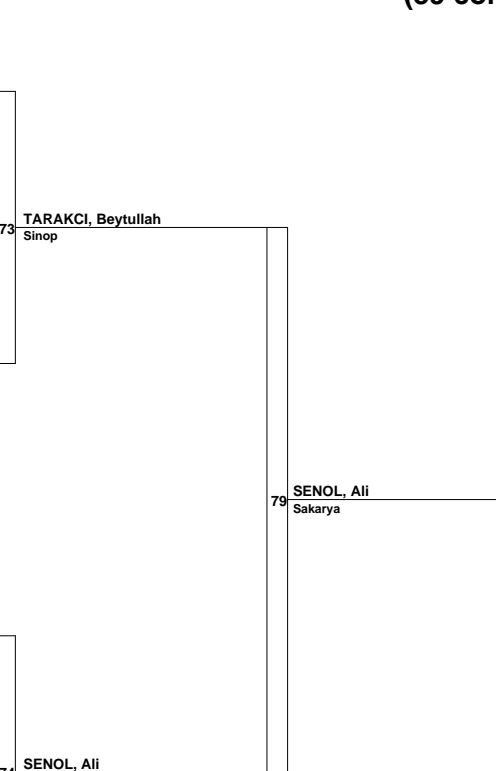 73
TARAKCI, Beytullah
Sinop
79
SENOL, Ali
Sakarya
SENOL, Ali